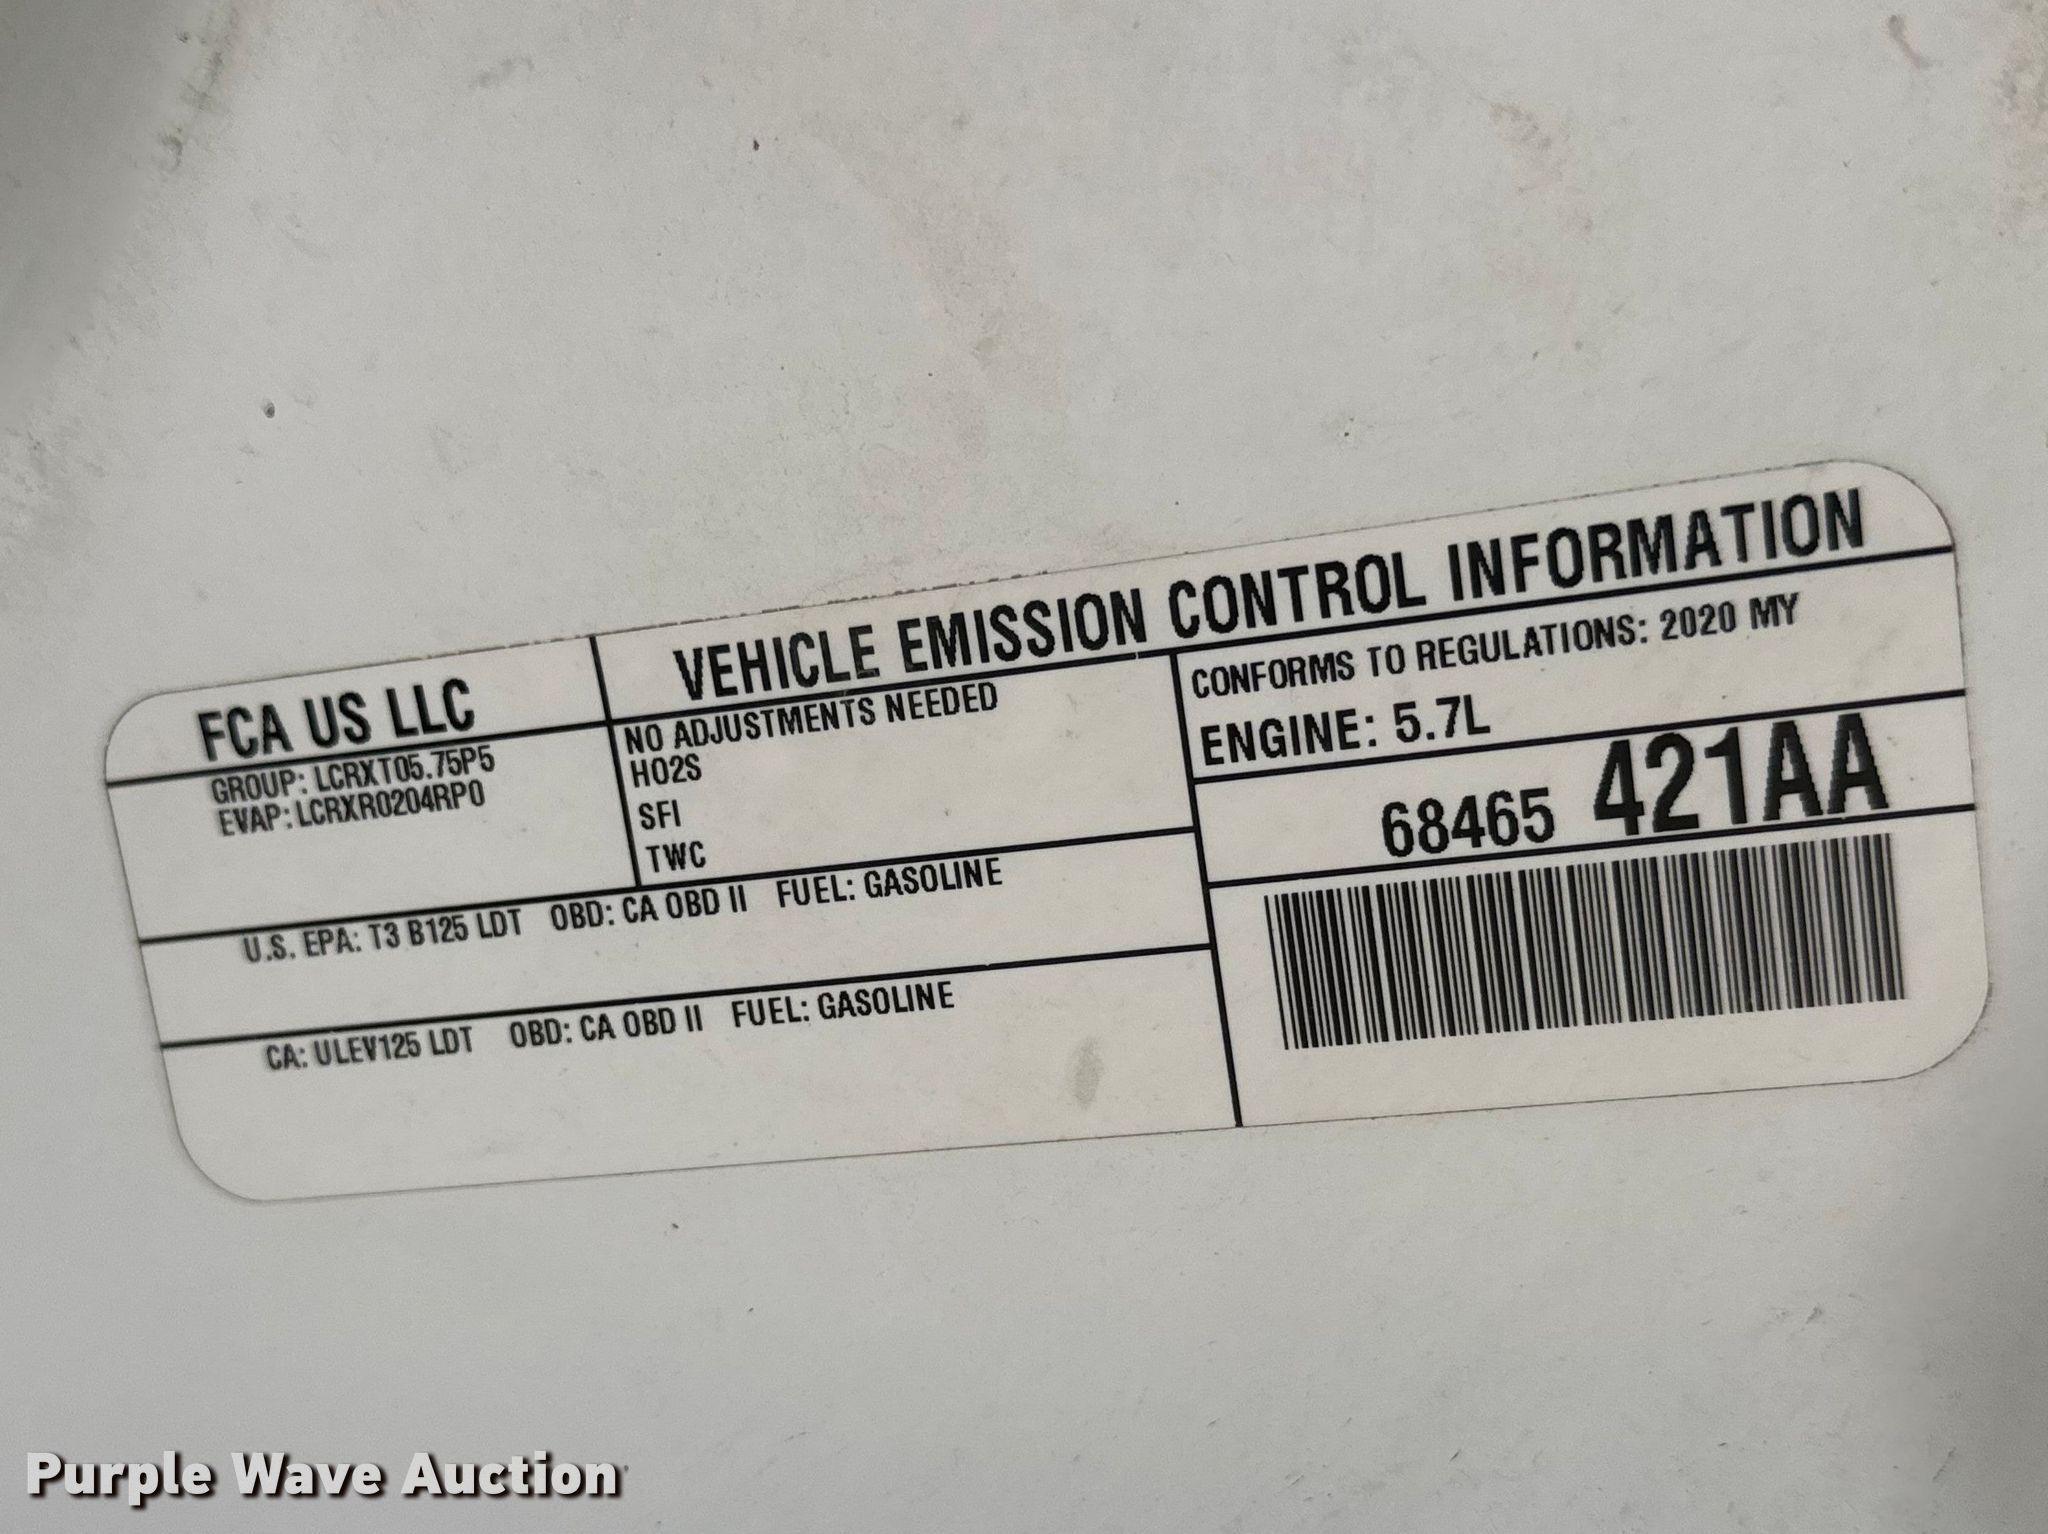 FCA US LLC
VEHICLE EMISSION CONTROL INFORMATION
GROUP: LCRXT05.75P5
EVAP: LCRXR0204RP0
NO ADJUSTMENTS NEEDED
HO2S
SFI
TWC
CONFORMS TO REGULATIONS: 2020 MY
ENGINE: 5.7L
68465 421AA
U.S. EPA: T3 B125 LDT OBD: CA OBD II FUEL: GASOLINE
CA: ULEV125 LDT OBD: CA OBD II FUEL: GASOLINE
Purple Wave Auction